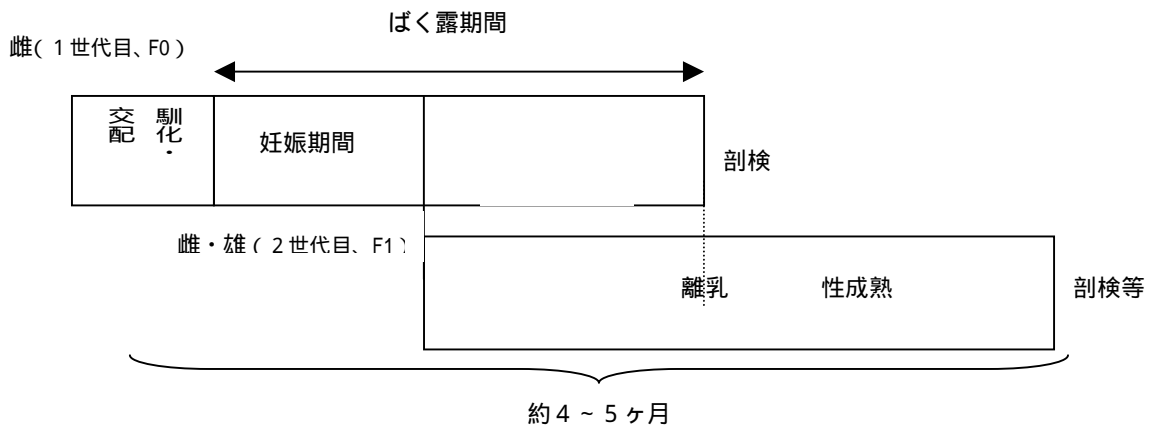 ばく露期間
雌(1世代目、F0)
馴化・
交配
妊娠期間
剖検
雌・雄(2世代目、F1)
離乳
性成熟
剖検等
約4~5ヶ月